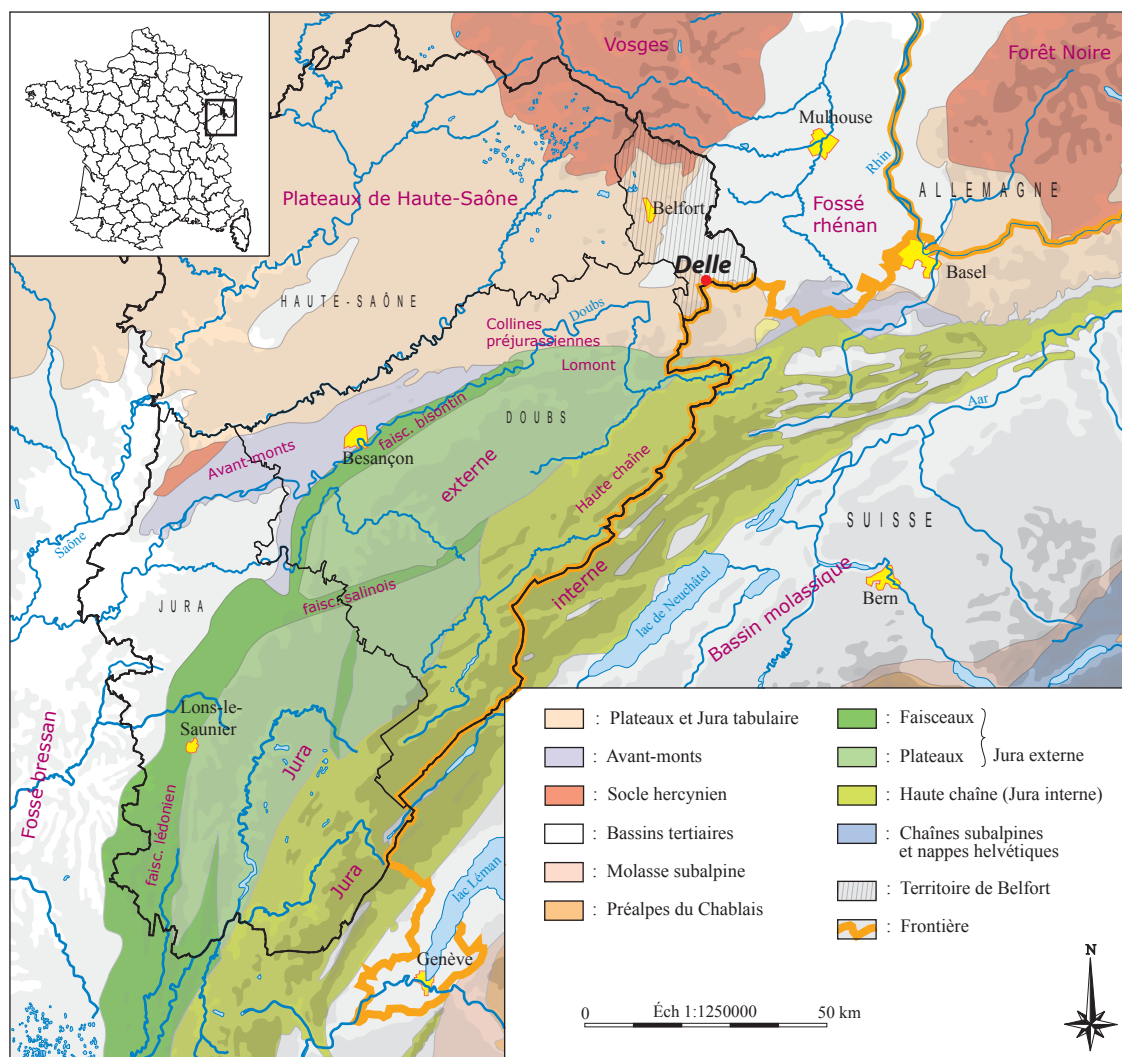 Vosges
Forêt Noire
Mulhouse
Rhin
ALLEMAGNE
Plateaux de Haute-Saône
Belfort
Fossé
rhénan
Delle
Basel
HAUTE-SAÔNE
Doubs
Collines
préjurassiennes
Lomont
DOUBS
faisc. bisontin
Besançon
Avant-monts
externe
Haute chaîne
Aar
SUISSE
Saône
interne
lac de Neuchâtel
Bassin molassique
Bern
JURA
faisc. salinois
Fossé bressan
Lons-le-
Saunier
Jura
faisc. lédonien
Jura
lac Léman
Genève
: Plateaux et Jura tabulaire
: Avant-monts
: Socle hercynien
: Bassins tertiaires
: Molasse subalpine
: Préalpes du Chablais
: Faisceaux
: Plateaux
Jura externe
: Haute chaîne (Jura interne)
: Chaînes subalpines
et nappes helvétiques
: Territoire de Belfort
: Frontière
N
0 Éch 1:1250000 50 km